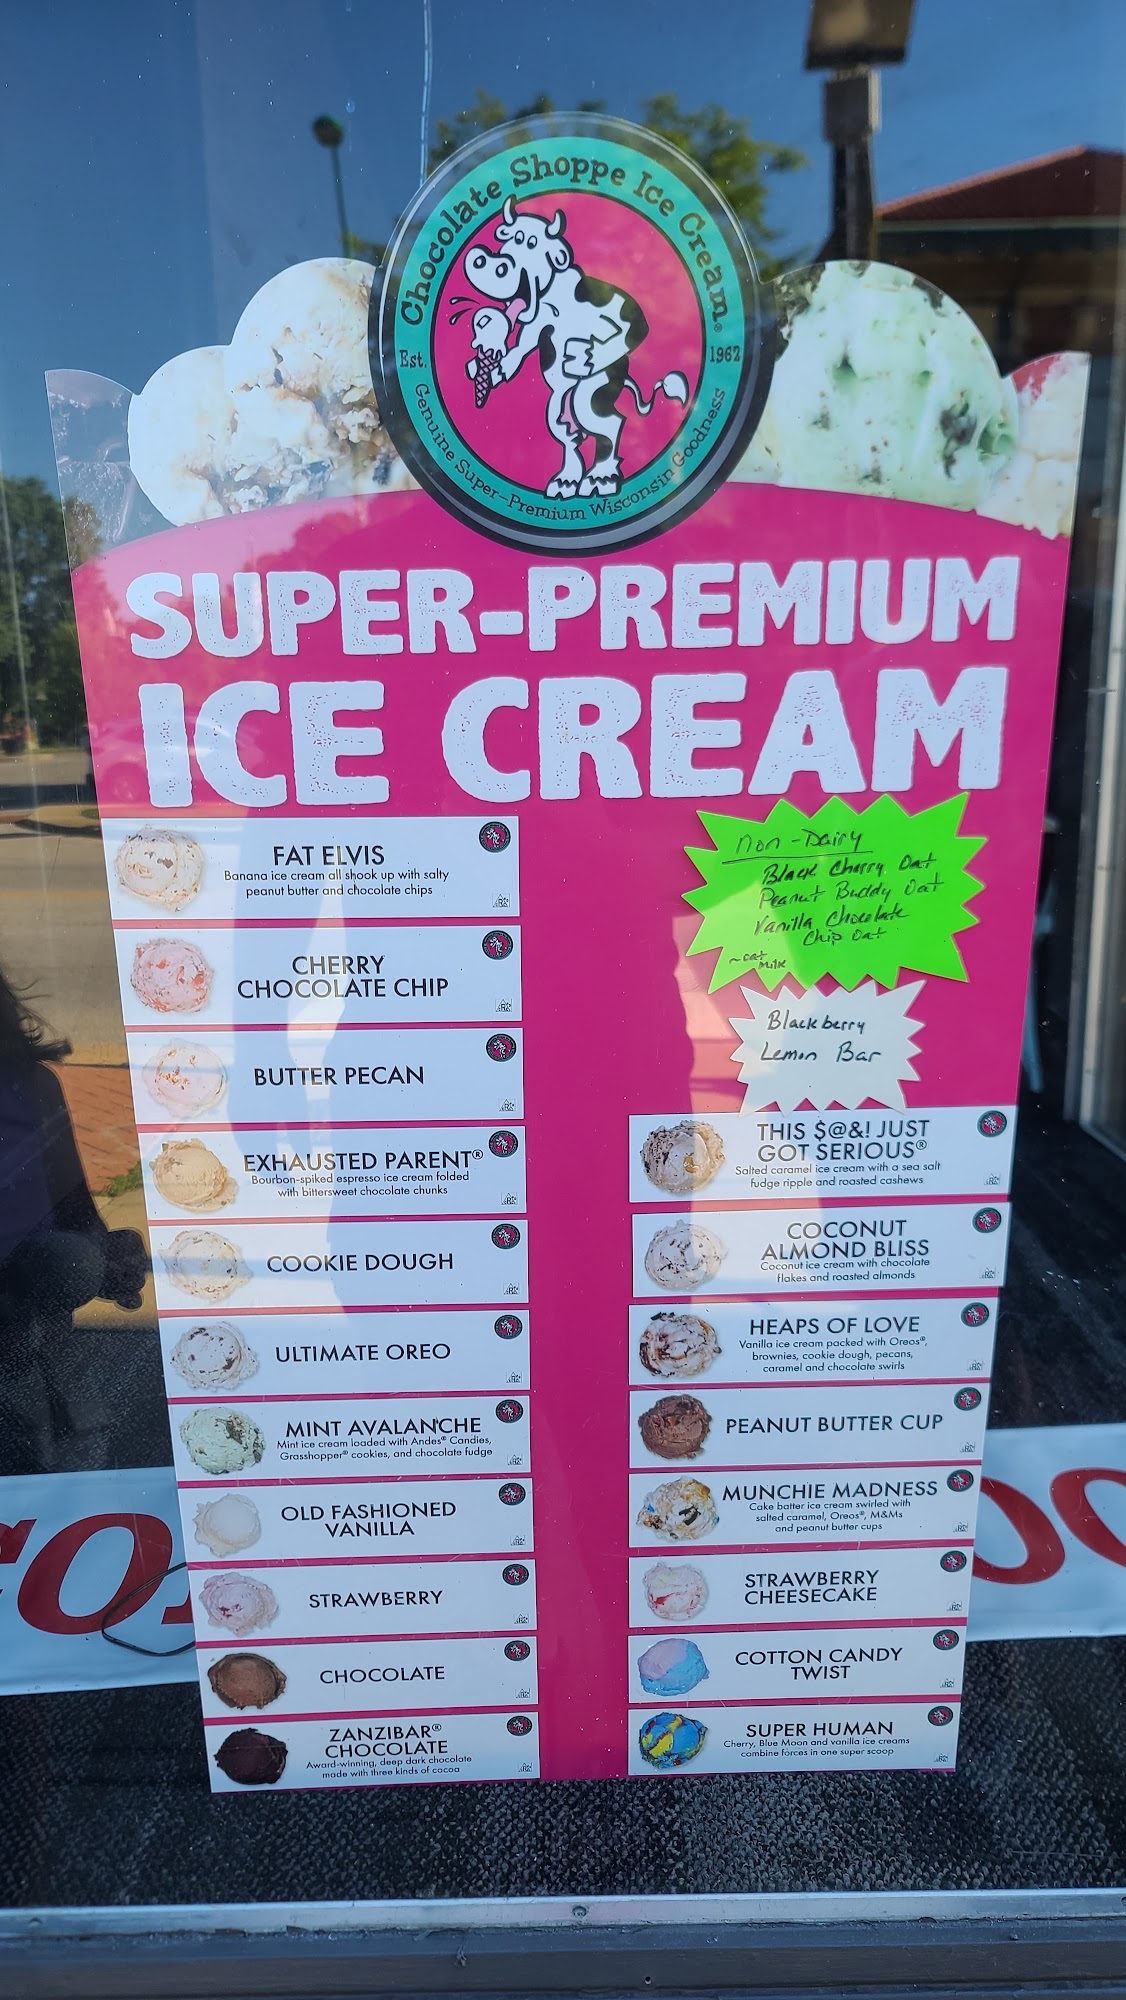 Chocolate Shoppe Ice Cream®
Est. 1962
Genuine Super-Premium Wisconsin Goodness
SUPER-PREMIUM
ICE CREAM
FAT ELVIS
Banana ice cream all shook up with salty
peanut butter and chocolate chips
CHERRY
CHOCOLATE CHIP
BUTTER PECAN
EXHAUSTED PARENT®
Bourbon-spiked espresso ice cream folded
with bittersweet chocolate chunks
COOKIE DOUGH
ULTIMATE OREO
MINT AVALANCHE
Mint ice cream loaded with Andes® Candies,
Grasshopper® cookies, and chocolate fudge
OLD FASHIONED
VANILLA
STRAWBERRY
CHOCOLATE
ZANZIBAR®
CHOCOLATE
Award-winning, deep dark chocolate
made with three kinds of cocoa
Non-Dairy
Black Cherry Oat
Peanut Buddy Oat
Vanilla Chocolate
Chip Oat
~oat
milk
Blackberry
Lemon Bar
THIS $@&! JUST
GOT SERIOUS®
Salted caramel ice cream with a sea salt
fudge ripple and roasted cashews
COCONUT
ALMOND BLISS
Coconut ice cream with chocolate
flakes and roasted almonds
HEAPS OF LOVE
Vanilla ice cream packed with Oreos®,
brownies, cookie dough, pecans,
caramel and chocolate swirls
PEANUT BUTTER CUP
MUNCHIE MADNESS
Cake batter ice cream swirled with
salted caramel, Oreos®, M&Ms
and peanut butter cups
STRAWBERRY
CHEESECAKE
COTTON CANDY
TWIST
SUPER HUMAN
Cherry, Blue Moon and vanilla ice creams
combine forces in one super scoop